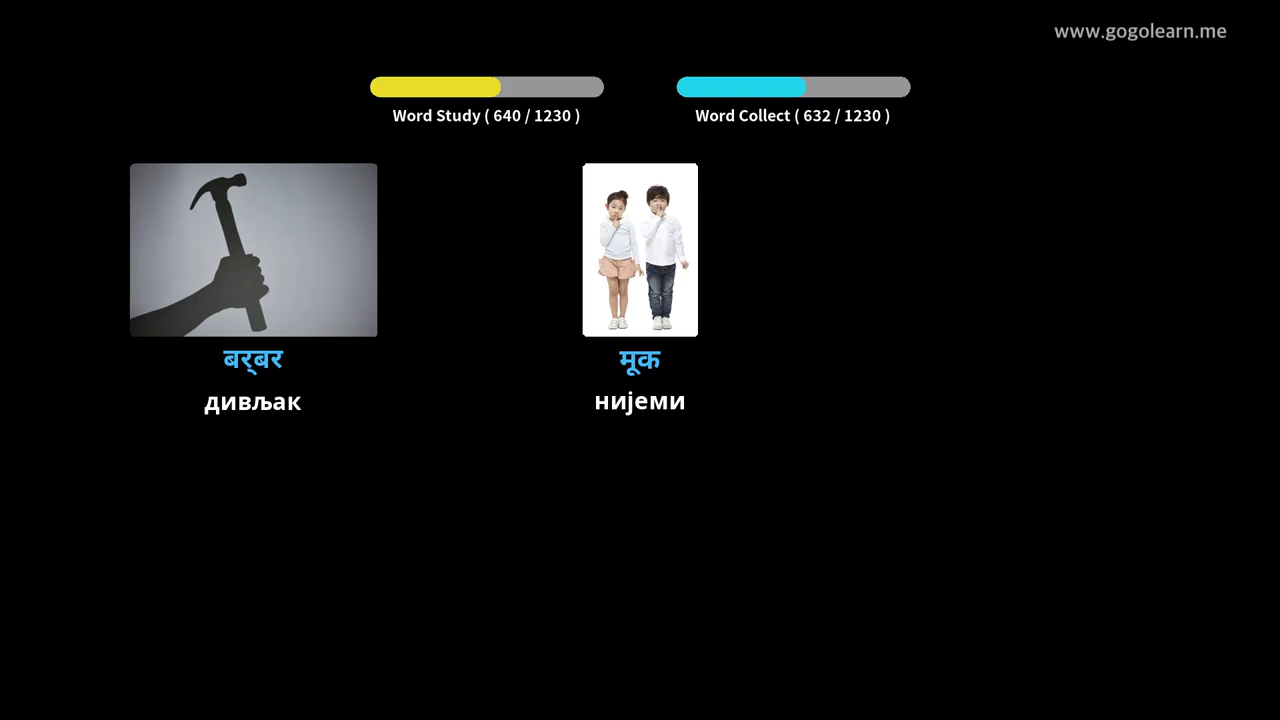 www.gogolearn.me
Word Study ( 640 / 1230 )
Word Collect ( 632 / 1230 )
बर्‌बर
дивљак
मूक
нијеми